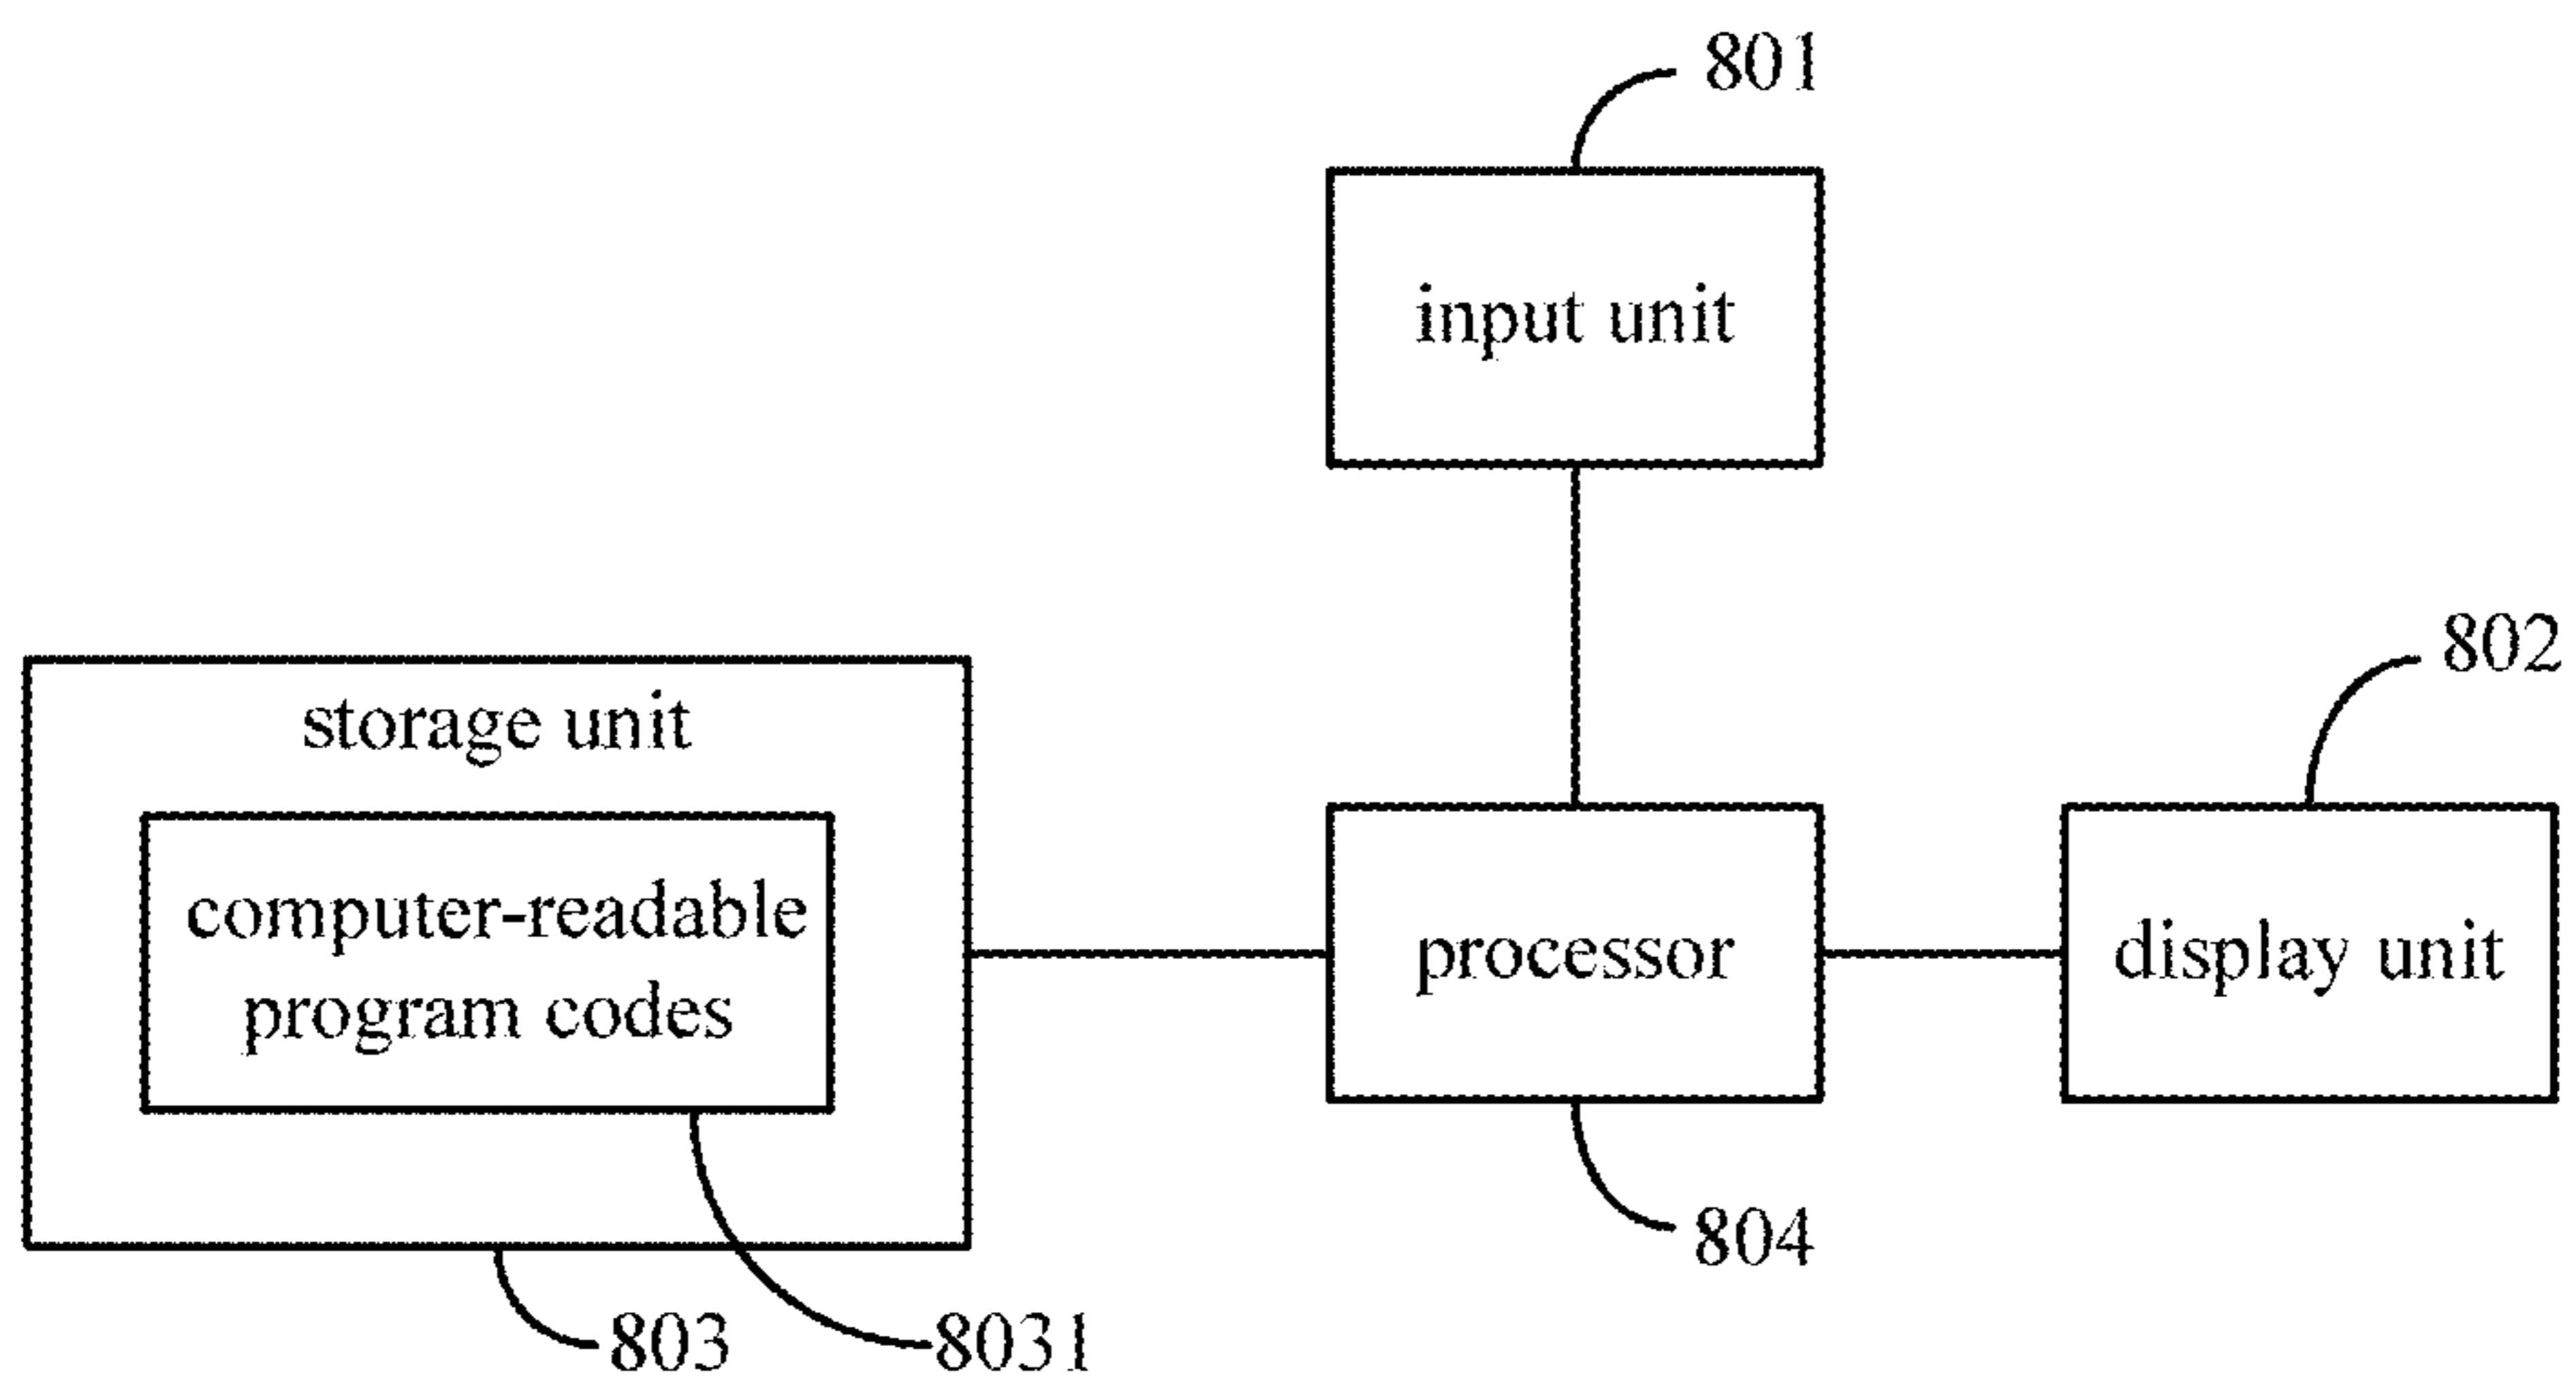 801
input unit
802
storage unit
computer-readable
program codes
processor
display unit
804
803
8031